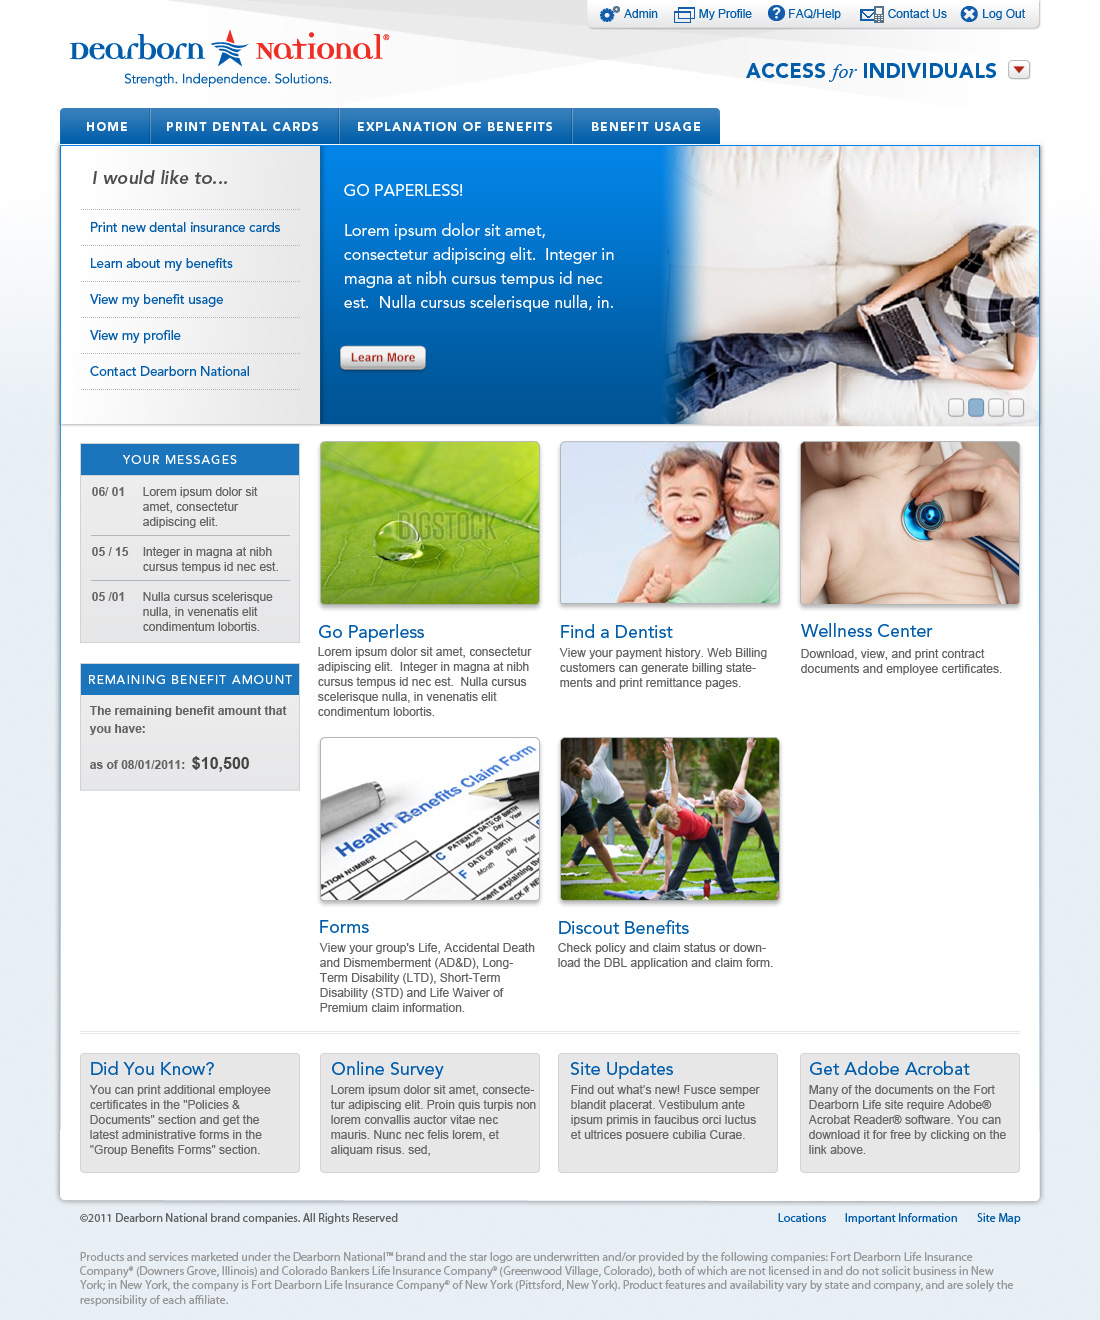 Admin
My Profile
FAQ/Help
Contact Us
Log Out
Dearborn National®
Strength. Independence. Solutions.
ACCESS for INDIVIDUALS
HOME
PRINT DENTAL CARDS
EXPLANATION OF BENEFITS
BENEFIT USAGE
I would like to...
Print new dental insurance cards
Learn about my benefits
View my benefit usage
View my profile
Contact Dearborn National
GO PAPERLESS!
Lorem ipsum dolor sit amet,
consectetur adipiscing elit.  Integer in
magna at nibh cursus tempus id nec
est.  Nulla cursus scelerisque nulla, in.
Learn More
YOUR MESSAGES
06/ 01 Lorem ipsum dolor sit
amet, consectetur
adipiscing elit.
05 / 15 Integer in magna at nibh
cursus tempus id nec est.
05 /01 Nulla cursus scelerisque
nulla, in venenatis elit
condimentum lobortis.
REMAINING BENEFIT AMOUNT
The remaining benefit amount that
you have:
as of 08/01/2011: $10,500
BIGSTOCK
Go Paperless
Lorem ipsum dolor sit amet, consectetur
adipiscing elit.  Integer in magna at nibh
cursus tempus id nec est.  Nulla cursus
scelerisque nulla, in venenatis elit
condimentum lobortis.
Find a Dentist
View your payment history. Web Billing
customers can generate billing state-
ments and print remittance pages.
Wellness Center
Download, view, and print contract
documents and employee certificates.
Health Benefits Claim Form
PATIENT'S DATE OF BIRTH
Month Day Year
C
DATE OF BIRTH
Month Day Year
F
ATION NUMBER
Forms
View your group's Life, Accidental Death
and Dismemberment (AD&D), Long-
Term Disability (LTD), Short-Term
Disability (STD) and Life Waiver of
Premium claim information.
Discout Benefits
Check policy and claim status or down-
load the DBL application and claim form.
Did You Know?
You can print additional employee
certificates in the "Policies &
Documents" section and get the
latest administrative forms in the
"Group Benefits Forms" section.
Online Survey
Lorem ipsum dolor sit amet, consecte-
tur adipiscing elit. Proin quis turpis non
lorem convallis auctor vitae nec
mauris. Nunc nec felis lorem, et
aliquam risus. sed,
Site Updates
Find out what's new! Fusce semper
blandit placerat. Vestibulum ante
ipsum primis in faucibus orci luctus
et ultrices posuere cubilia Curae.
Get Adobe Acrobat
Many of the documents on the Fort
Dearborn Life site require Adobe®
Acrobat Reader® software. You can
download it for free by clicking on the
link above.
©2011 Dearborn National brand companies. All Rights Reserved
Locations
Important Information
Site Map
Products and services marketed under the Dearborn National™ brand and the star logo are underwritten and/or provided by the following companies: Fort Dearborn Life Insurance
Company® (Downers Grove, Illinois) and Colorado Bankers Life Insurance Company® (Greenwood Village, Colorado), both of which are not licensed in and do not solicit business in New
York; in New York, the company is Fort Dearborn Life Insurance Company® of New York (Pittsford, New York). Product features and availability vary by state and company, and are solely the
responsibility of each affiliate.